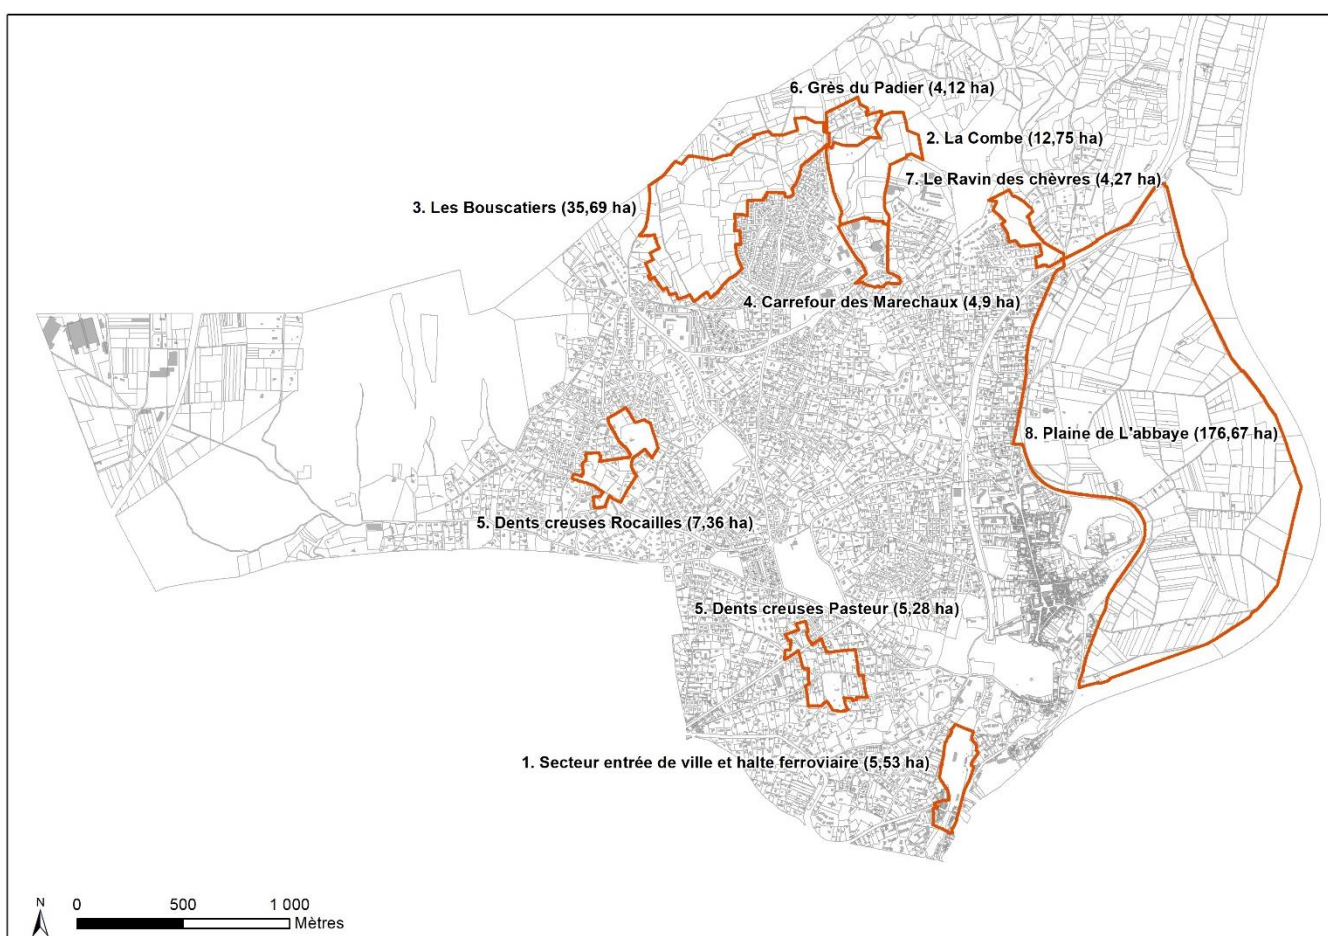 6. Grès du Padier (4,12 ha)
2. La Combe (12,75 ha)
7. Le Ravin des chèvres (4,27 ha)
3. Les Bouscatiers (35,69 ha)
4. Carrefour des Marechaux (4,9 ha)
8. Plaine de L'abbaye (176,67 ha)
5. Dents creuses Rocailles (7,36 ha)
5. Dents creuses Pasteur (5,28 ha)
1. Secteur entrée de ville et halte ferroviaire (5,53 ha)
N
0 500 1 000
Mètres